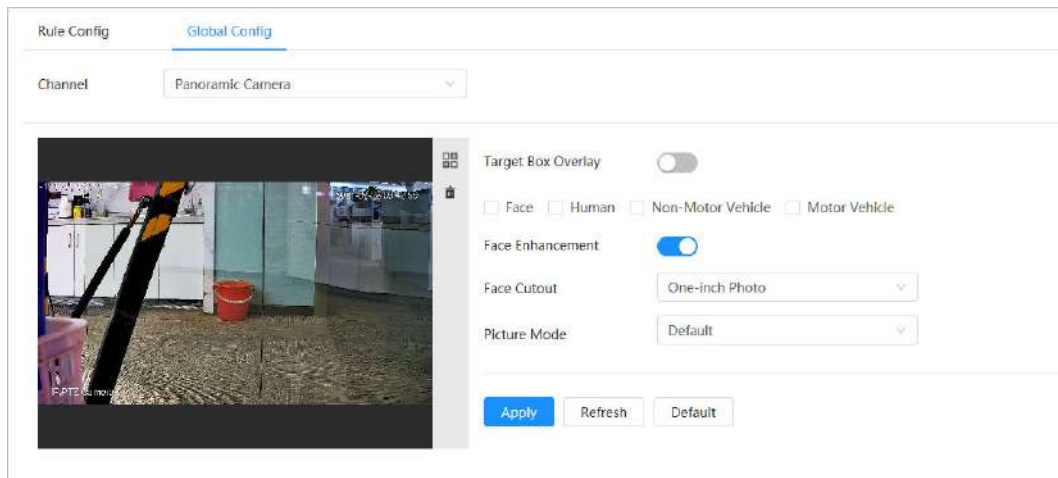 Rule Config
Global Config
Channel
Panoramic Camera
Target Box Overlay
Face
Human
Non-Motor Vehicle
Motor Vehicle
Face Enhancement
Face Cutout
One-inch Photo
Picture Mode
Default
Apply
Refresh
Default